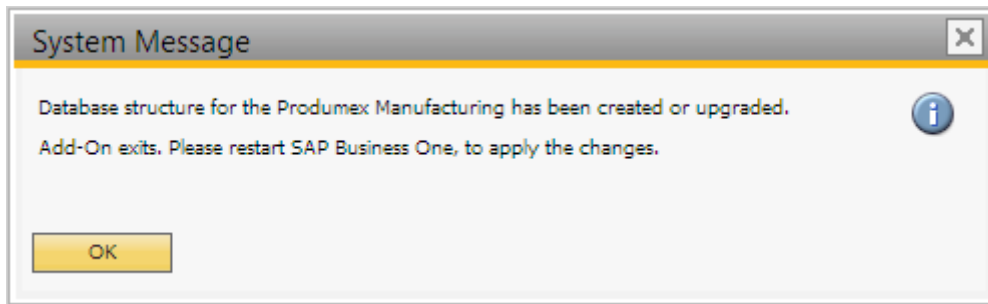 System Message
Database structure for the Produmex Manufacturing has been created or upgraded.
Add-On exits. Please restart SAP Business One, to apply the changes.
OK